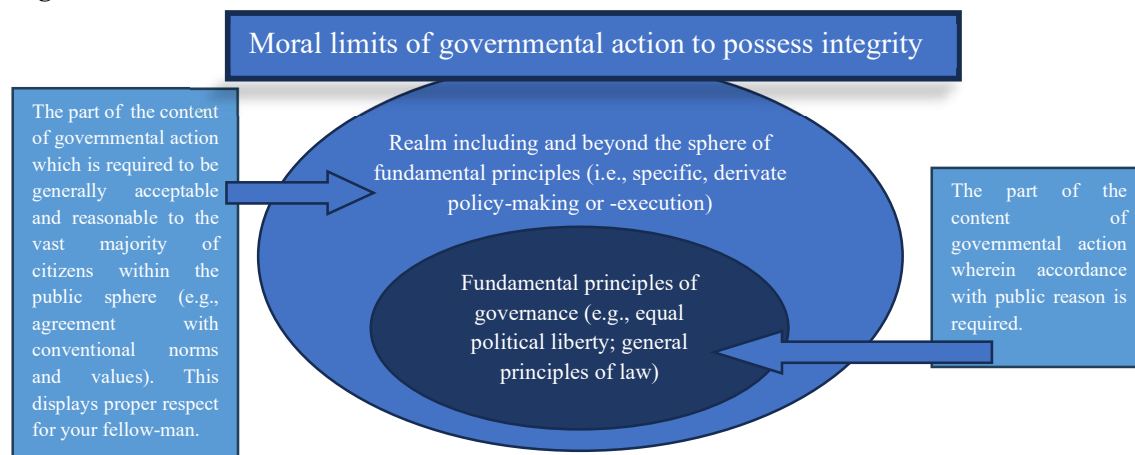 Moral limits of governmental action to possess integrity
The part of the content
of governmental action
which is required to be
generally acceptable
and reasonable to the
vast majority of
citizens within the
public sphere (e.g.,
agreement with
conventional norms
and values). This
displays proper respect
for your fellow-man.
Realm including and beyond the sphere of
fundamental principles (i.e., specific, derivate
policy-making or -execution)
Fundamental principles of
governance (e.g., equal
political liberty; general
principles of law)
The part of the
content of
governmental action
wherein accordance
with public reason is
required.